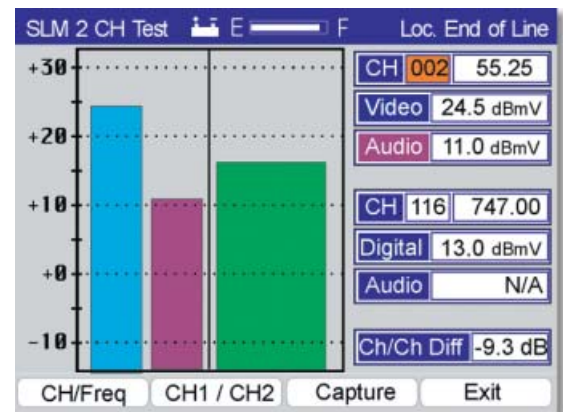 SLM 2 CH Test E F Loc. End of Line
+30
+20
+10
+0
-10
CH 002 55.25
Video 24.5 dBmV
Audio 11.0 dBmV
CH 116 747.00
Digital 13.0 dBmV
Audio N/A
Ch/Ch Diff -9.3 dB
CH/Freq CH1 / CH2 Capture Exit